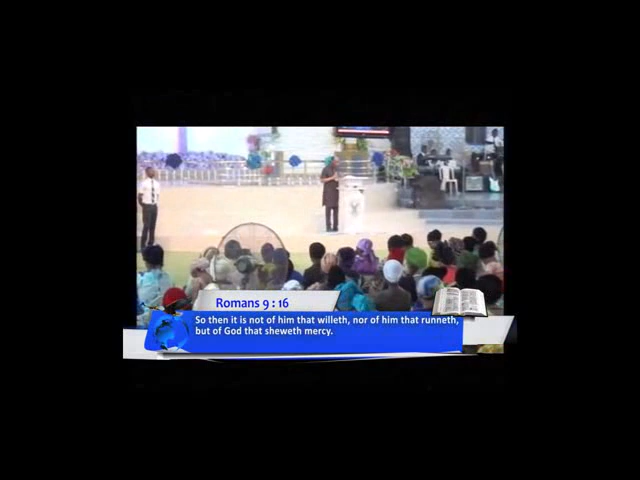 Romans 9 : 16
So then it is not of him that willeth, nor of him that runneth,
but of God that sheweth mercy.